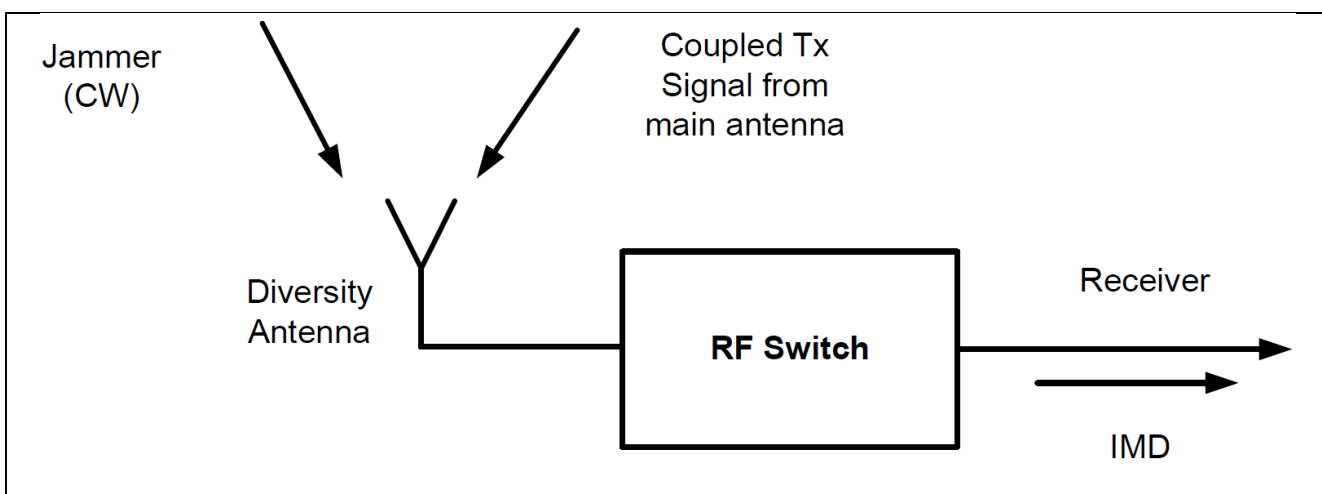 Jammer
(CW)
Coupled Tx
Signal from
main antenna
Diversity
Antenna
RF Switch
Receiver
IMD